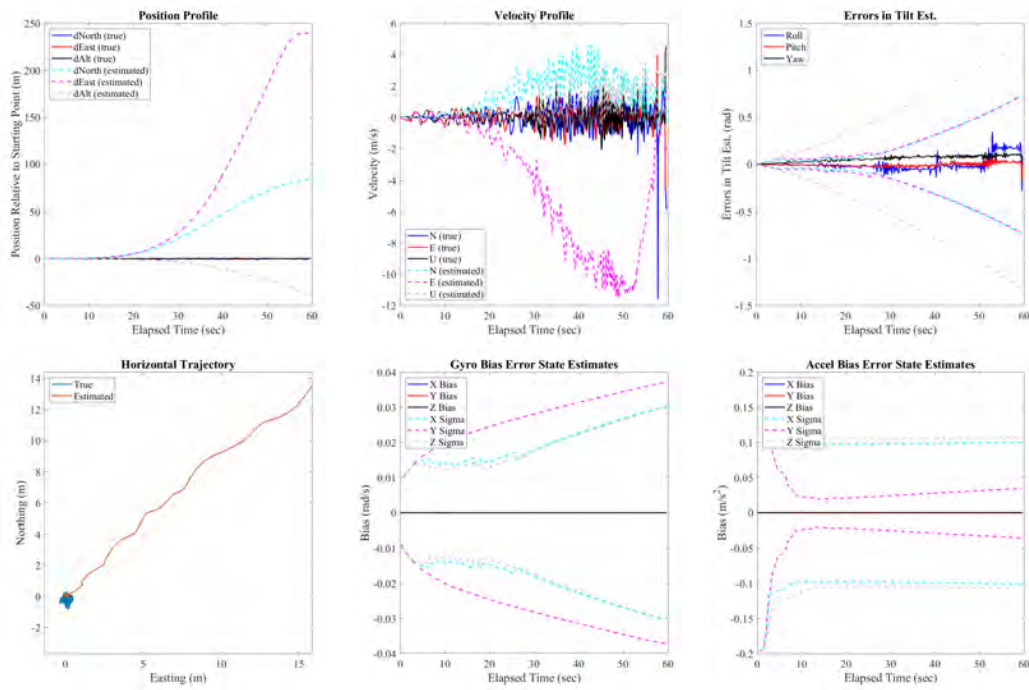 Position Profile
dNorth (true)
dEast (true)
dAlt (true)
dNorth (estimated)
dEast (estimated)
dAlt (estimated)
250
200
150
100
50
0
-50
0 10 20 30 40 50 60
Position Relative to Starting Point (m)
Elapsed Time (sec)
Velocity Profile
6
4
2
0
-2
-4
-6
-8
-10
-12
N (true)
E (true)
U (true)
N (estimated)
E (estimated)
U (estimated)
0 10 20 30 40 50 60
Velocity (m/s)
Elapsed Time (sec)
Errors in Tilt Est.
Roll
Pitch
Yaw
1.5
1
0.5
0
-0.5
-1
-1.5
0 10 20 30 40 50 60
Errors in Tilt Est. (rad)
Elapsed Time (sec)
Horizontal Trajectory
True
Estimated
14
12
10
8
6
4
2
0
-2
0 5 10 15
Northing (m)
Easting (m)
Gyro Bias Error State Estimates
X Bias
Y Bias
Z Bias
X Sigma
Y Sigma
Z Sigma
0.04
0.03
0.02
0.01
0
-0.01
-0.02
-0.03
-0.04
0 10 20 30 40 50 60
Bias (rad/s)
Elapsed Time (sec)
Accel Bias Error State Estimates
X Bias
Y Bias
Z Bias
X Sigma
Y Sigma
Z Sigma
0.2
0.15
0.1
0.05
0
-0.05
-0.1
-0.15
-0.2
0 10 20 30 40 50 60
Bias (m/s²)
Elapsed Time (sec)